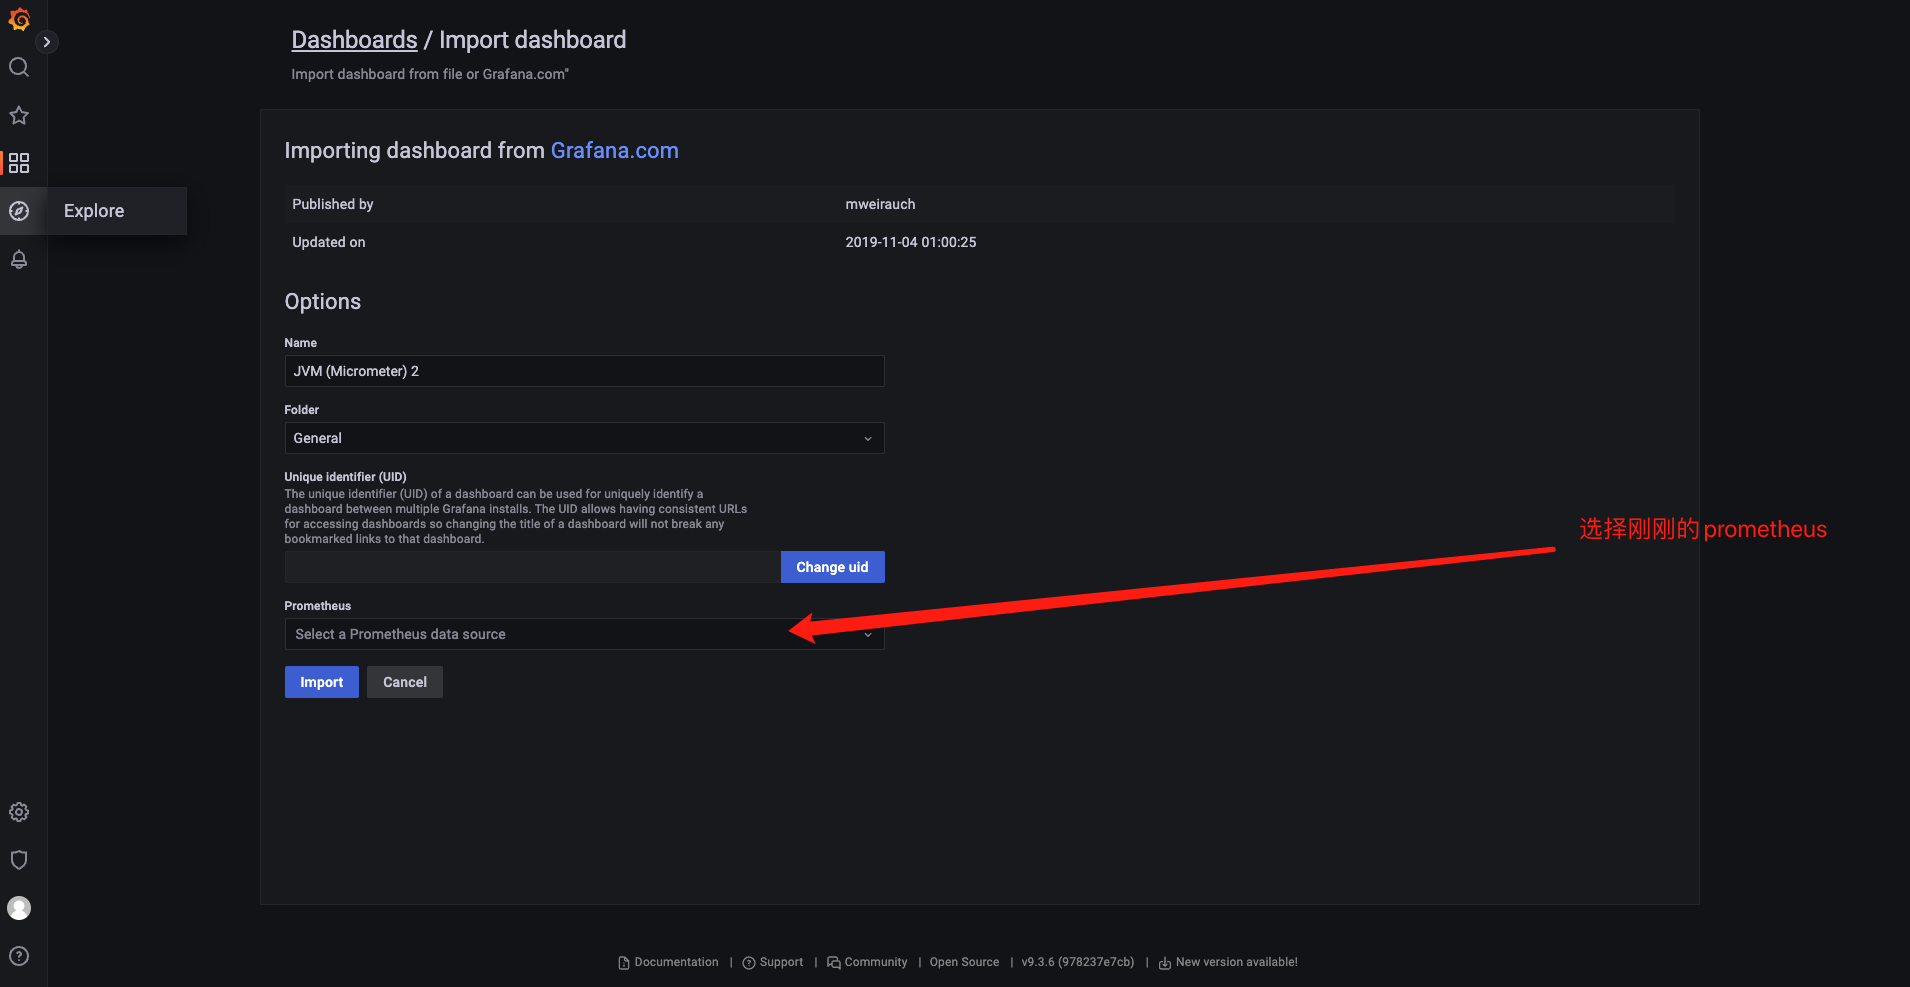 Dashboards / Import dashboard
Import dashboard from file or Grafana.com"
Explore
Importing dashboard from Grafana.com
Published by mweirauch
Updated on 2019-11-04 01:00:25
Options
Name
JVM (Micrometer) 2
Folder
General
Unique identifier (UID)
The unique identifier (UID) of a dashboard can be used for uniquely identify a
dashboard between multiple Grafana installs. The UID allows having consistent URLs
for accessing dashboards so changing the title of a dashboard will not break any
bookmarked links to that dashboard.
Change uid
选择刚刚的 prometheus
Prometheus
Select a Prometheus data source
Import Cancel
Documentation | Support | Community | Open Source | v9.3.6 (978237e7cb) | New version available!